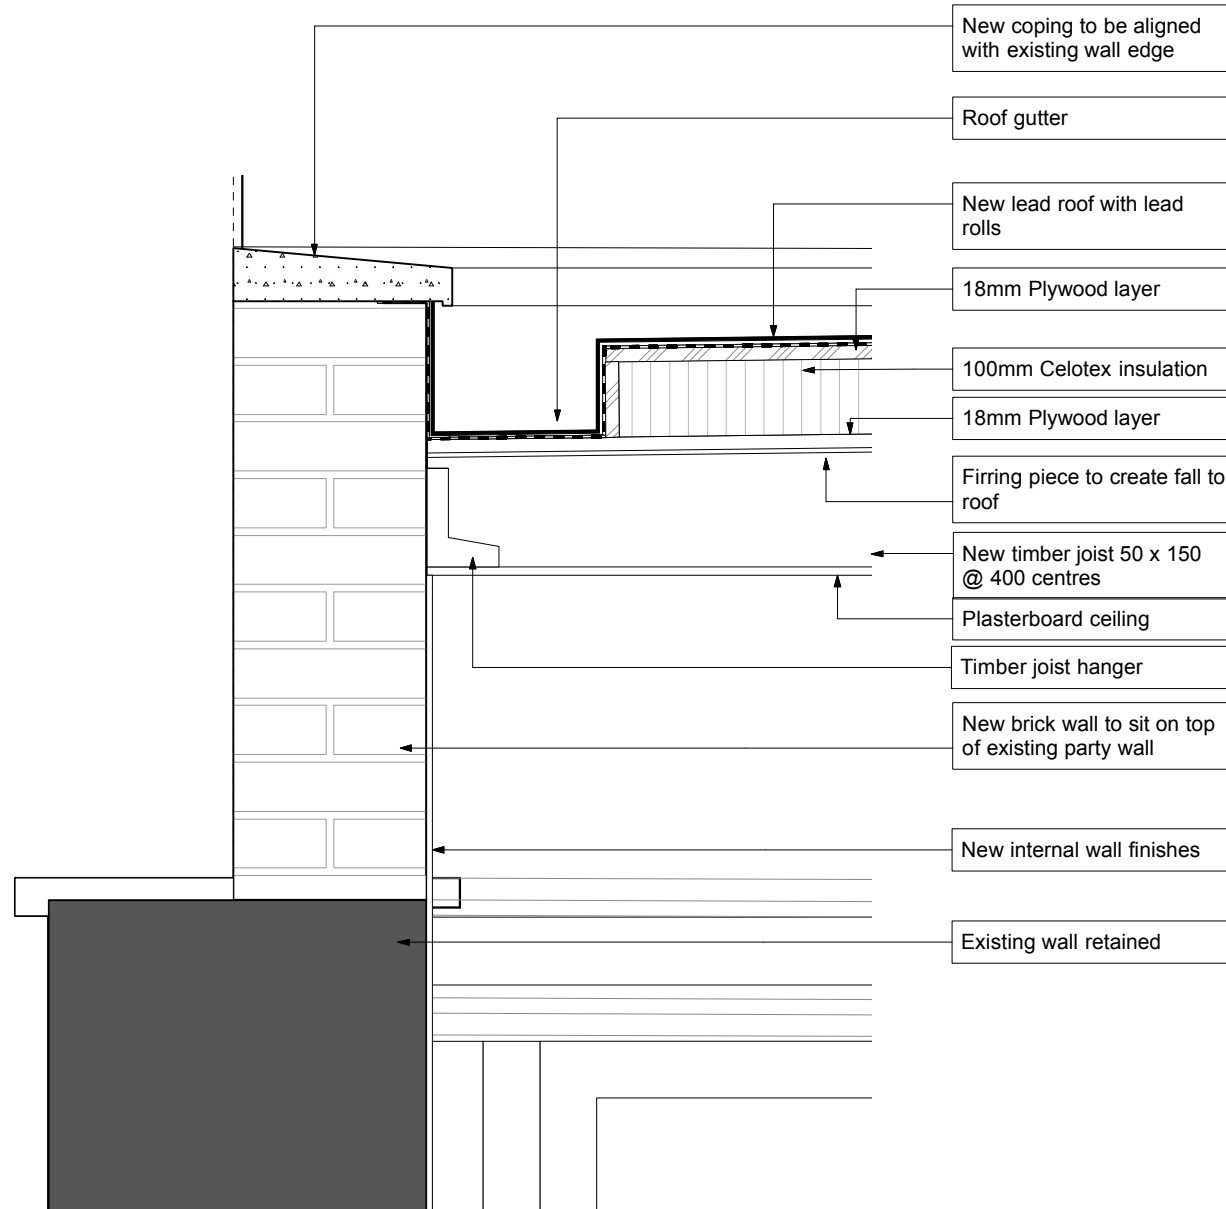 New coping to be aligned
with existing wall edge
Roof gutter
New lead roof with lead
rolls
18mm Plywood layer
100mm Celotex insulation
18mm Plywood layer
Firring piece to create fall to
roof
New timber joist 50 x 150
@ 400 centres
Plasterboard ceiling
Timber joist hanger
New brick wall to sit on top
of existing party wall
New internal wall finishes
Existing wall retained